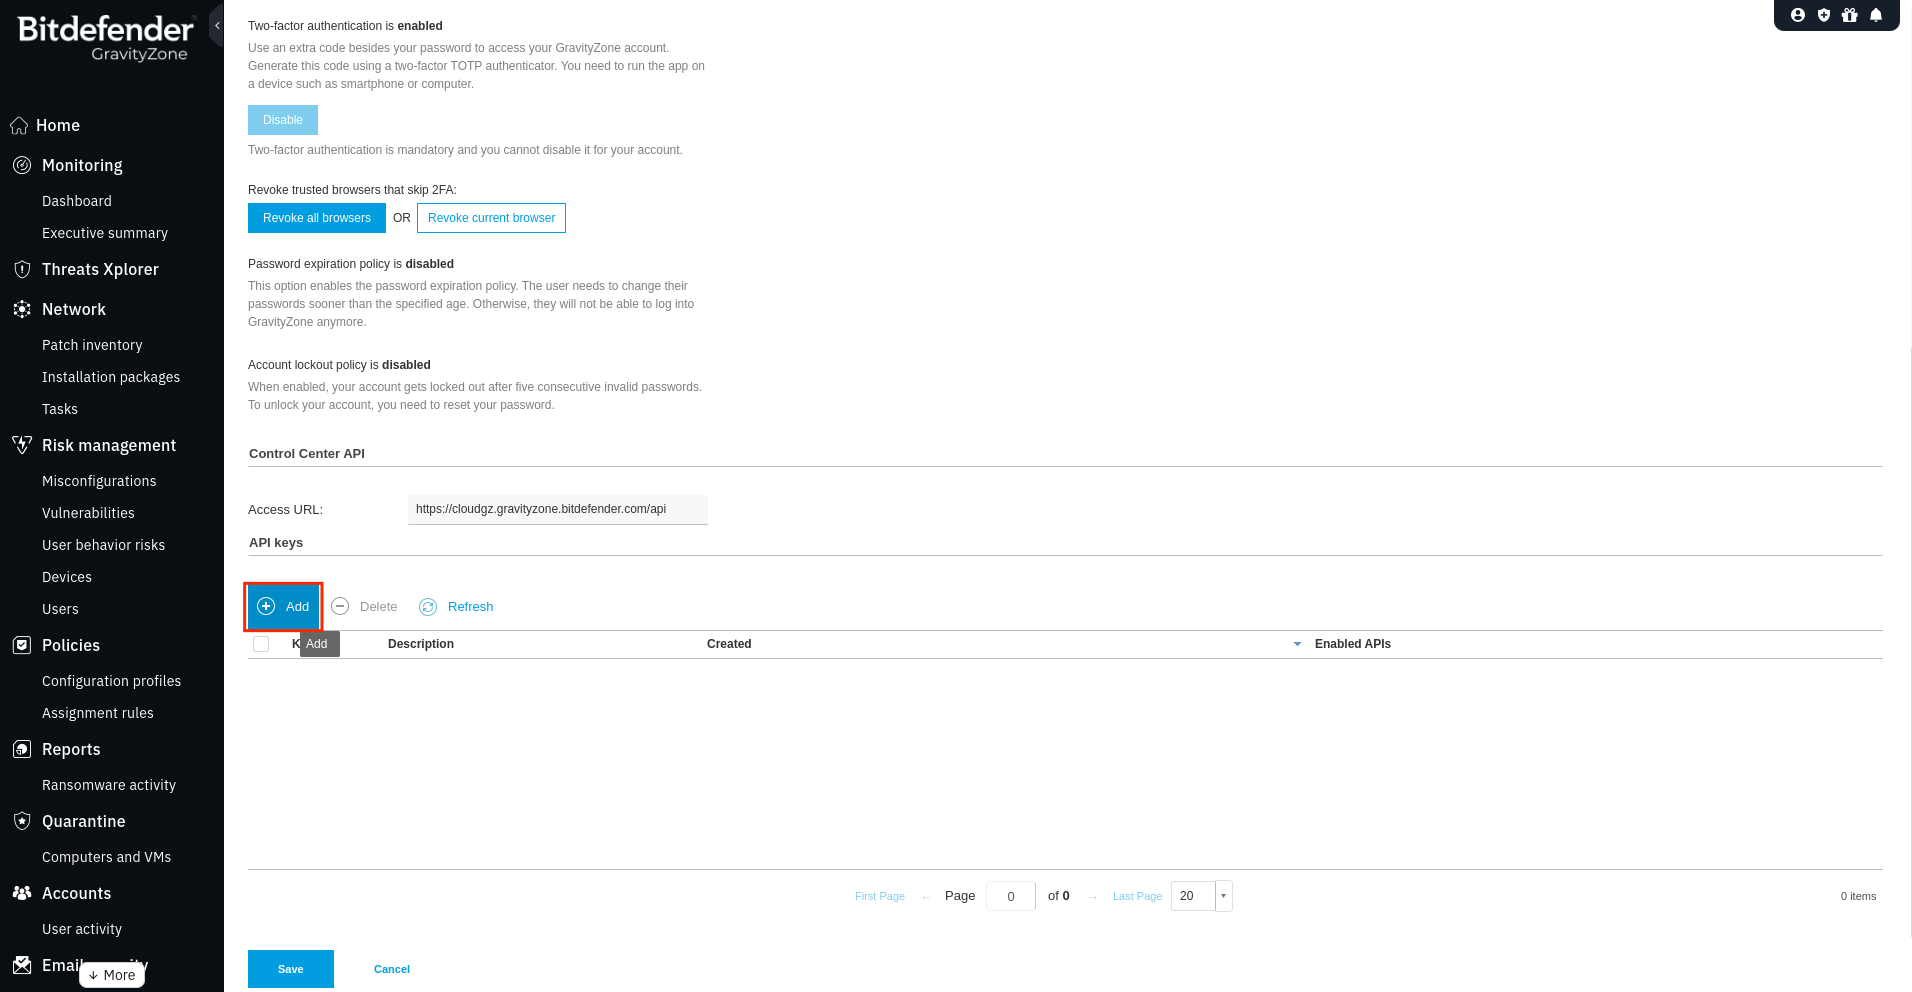 Bitdefender
GravityZone
Home
Monitoring
Dashboard
Executive summary
Threats Xplorer
Network
Patch inventory
Installation packages
Tasks
Risk management
Misconfigurations
Vulnerabilities
User behavior risks
Devices
Users
Policies
Configuration profiles
Assignment rules
Reports
Ransomware activity
Quarantine
Computers and VMs
Accounts
User activity
Email
More
Two-factor authentication is enabled
Use an extra code besides your password to access your GravityZone account.
Generate this code using a two-factor TOTP authenticator. You need to run the app on
a device such as smartphone or computer.
Disable
Two-factor authentication is mandatory and you cannot disable it for your account.
Revoke trusted browsers that skip 2FA:
Revoke all browsers OR Revoke current browser
Password expiration policy is disabled
This option enables the password expiration policy. The user needs to change their
passwords sooner than the specified age. Otherwise, they will not be able to log into
GravityZone anymore.
Account lockout policy is disabled
When enabled, your account gets locked out after five consecutive invalid passwords.
To unlock your account, you need to reset your password.
Control Center API
Access URL: https://cloudgz.gravityzone.bitdefender.com/api
API keys
Add Delete Refresh
Add Description Created Enabled APIs
First Page ← Page 0 of 0 → Last Page 20 0 items
Save Cancel